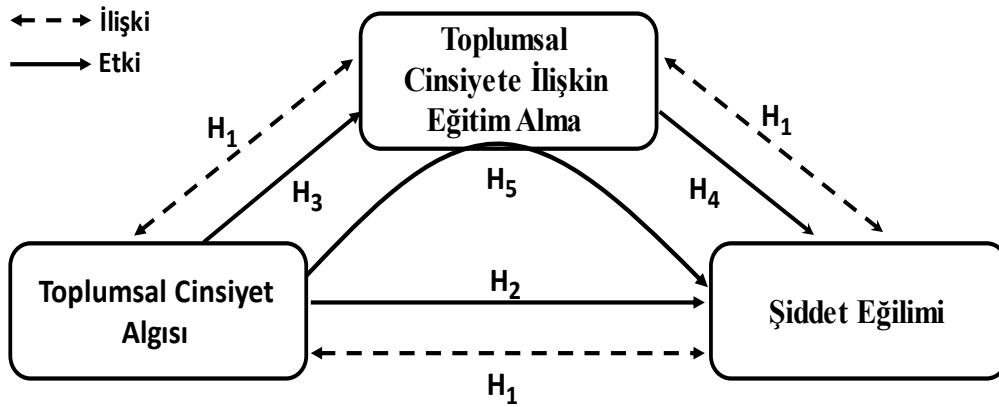 İlişki
Etki
Toplumsal
Cinsiyete İlişkin
Eğitim Alma
H1
H1
H3
H5
H4
Toplumsal Cinsiyet
Algısı
H2
Şiddet Eğilimi
H1